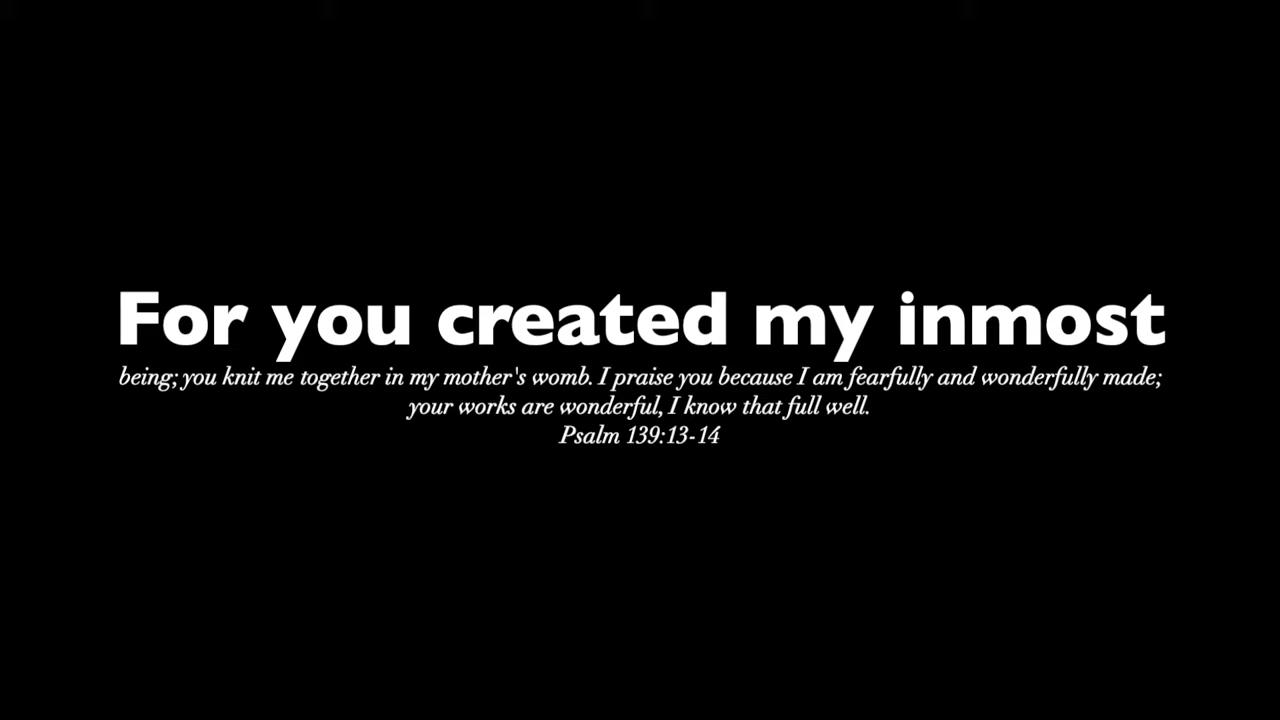 For you created my inmost
being; you knit me together in my mother's womb. I praise you because I am fearfully and wonderfully made;
your works are wonderful, I know that full well.
Psalm 139:13-14